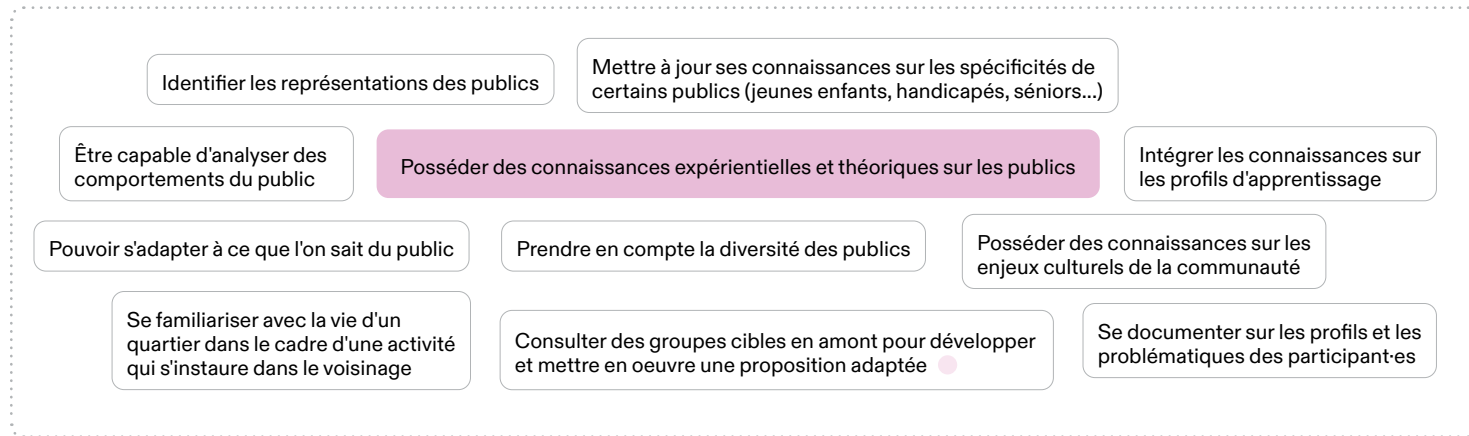 Identifier les représentations des publics
Mettre à jour ses connaissances sur les spécificités de
certains publics (jeunes enfants, handicapés, séniors...)
Être capable d'analyser des
comportements du public
Posséder des connaissances expérientielles et théoriques sur les publics
Intégrer les connaissances sur
les profils d'apprentissage
Pouvoir s'adapter à ce que l'on sait du public
Prendre en compte la diversité des publics
Posséder des connaissances sur les
enjeux culturels de la communauté
Se familiariser avec la vie d'un
quartier dans le cadre d'une activité
qui s'instaure dans le voisinage
Consulter des groupes cibles en amont pour développer
et mettre en oeuvre une proposition adaptée
Se documenter sur les profils et les
problématiques des participant·es